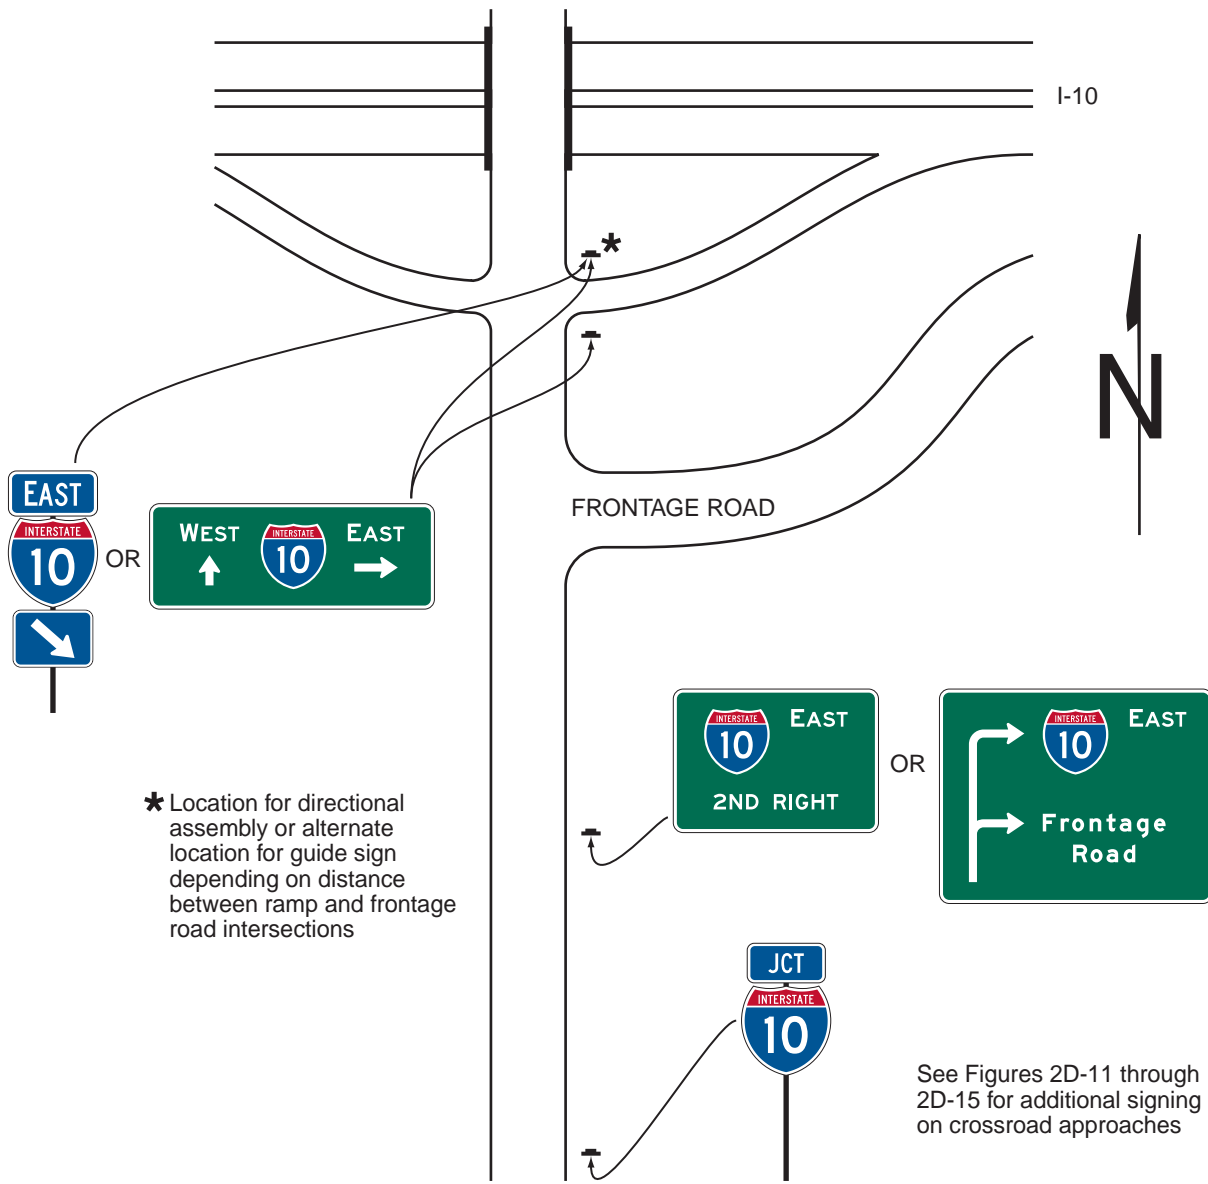 I-10
N
FRONTAGE ROAD
EAST
INTERSTATE
10
OR
WEST
INTERSTATE
10
EAST
INTERSTATE
10
EAST
2ND RIGHT
OR
INTERSTATE
10
EAST
Frontage
Road
* Location for directional
assembly or alternate
location for guide sign
depending on distance
between ramp and frontage
road intersections
JCT
INTERSTATE
10
See Figures 2D-11 through
2D-15 for additional signing
on crossroad approaches